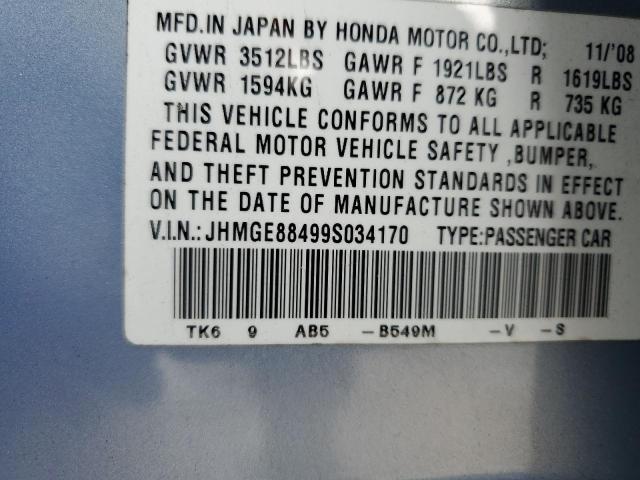 MFD.IN JAPAN BY HONDA MOTOR CO.,LTD; 11/'08
GVWR 3512LBS GAWR F 1921LBS R 1619LBS
GVWR 1594KG GAWR F 872 KG R 735 KG
THIS VEHICLE CONFORMS TO ALL APPLICABLE
FEDERAL MOTOR VEHICLE SAFETY ,BUMPER,
AND THEFT PREVENTION STANDARDS IN EFFECT
ON THE DATE OF MANUFACTURE SHOWN ABOVE.
V.I.N.:JHMGE88499S034170 TYPE:PASSENGER CAR
TK6 9 AB5 -B549M -V -S